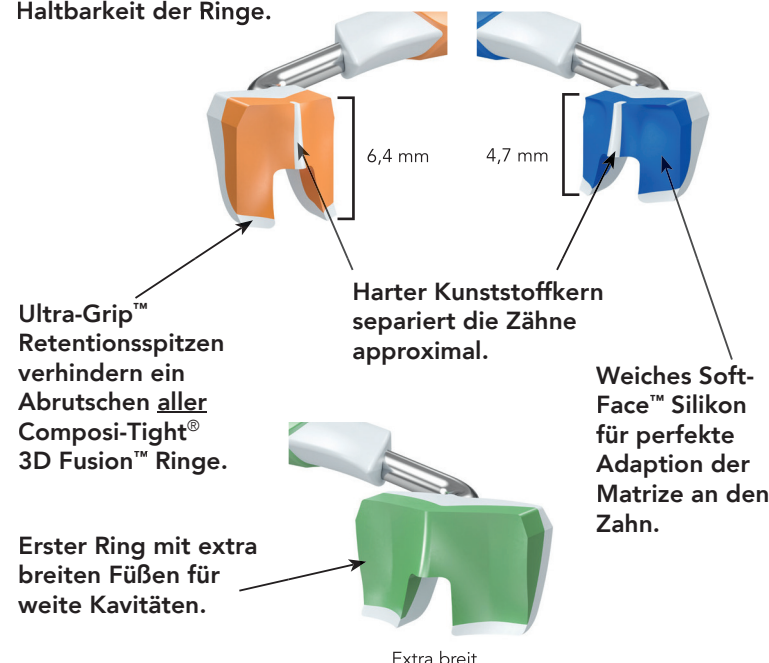 Haltbarkeit der Ringe.
6,4 mm
4,7 mm
Harter Kunststoffkern
separiert die Zähne
approximal.
Ultra-Grip™
Retentionsspitzen
verhindern ein
Abrutschen aller
Composi-Tight®
3D Fusion™ Ringe.
Weiches Soft-
Face™ Silikon
für perfekte
Adaption der
Matrize an den
Zahn.
Erster Ring mit extra
breiten Füßen für
weite Kavitäten.
Extra breit